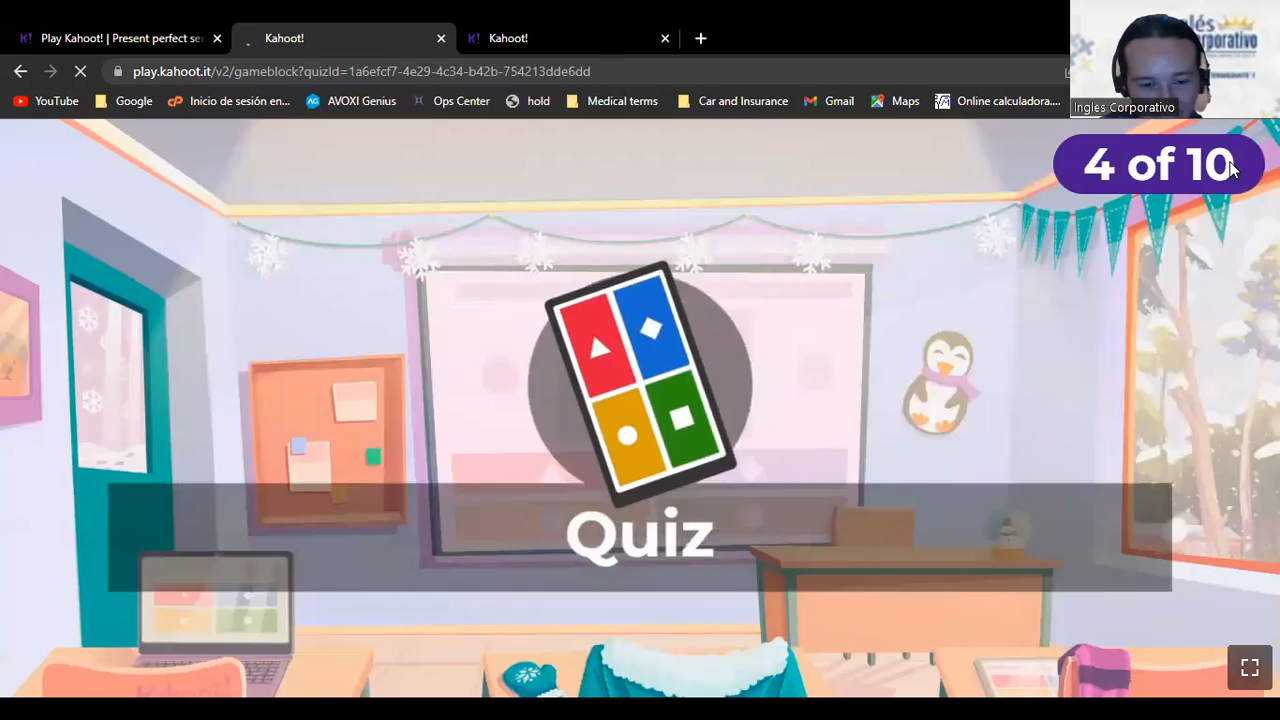 Play Kahoot! | Present perfect se
Kahoot!
Kahoot!
play.kahoot.it/v2/gameblock?quizId=1a6efcf7-4e29-4c34-b42b-754213dde6dd
YouTube
Google
Inicio de sesión en...
AVOXI Genius
Ops Center
hold
Medical terms
Car and Insurance
Gmail
Maps
Online calculadora....
Ingles Corporativo
4 of 10
Quiz